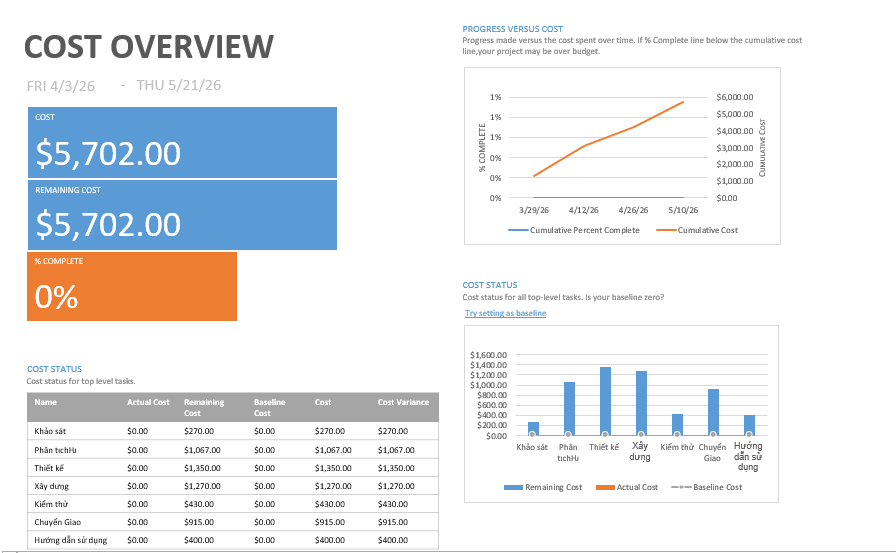 COST OVERVIEW
FRI 4/3/26 - THU 5/21/26
COST
$5,702.00
REMAINING COST
$5,702.00
% COMPLETE
0%
COST STATUS
Cost status for top level tasks.
Name Actual Cost Remaining Cost Baseline Cost Cost Cost Variance
Khảo sát $0.00 $270.00 $0.00 $270.00 $270.00
Phân tíchHị $0.00 $1,067.00 $0.00 $1,067.00 $1,067.00
Thiết kế $0.00 $1,350.00 $0.00 $1,350.00 $1,350.00
Xây dựng $0.00 $1,270.00 $0.00 $1,270.00 $1,270.00
Kiểm thử $0.00 $430.00 $0.00 $430.00 $430.00
Chuyển Giao $0.00 $915.00 $0.00 $915.00 $915.00
Hướng dẫn sử dụng $0.00 $400.00 $0.00 $400.00 $400.00
PROGRESS VERSUS COST
Progress made versus the cost spent over time. If % Complete line below the cumulative cost
line,your project may be over budget.
% COMPLETE
1%
1%
1%
0%
0%
0%
$6,000.00
$5,000.00
$4,000.00
$3,000.00
$2,000.00
$1,000.00
$0.00
CUMULATIVE COST
3/29/26 4/12/26 4/26/26 5/10/26
Cumulative Percent Complete Cumulative Cost
COST STATUS
Cost status for all top-level tasks. Is your baseline zero?
Try setting as baseline
$1,600.00
$1,400.00
$1,200.00
$1,000.00
$800.00
$600.00
$400.00
$200.00
$0.00
Khảo sát
Phân
tíchHị
Thiết kế
Xây
dựng
Kiểm thử
Chuyển
Giao
Hướng
dẫn sử
dụng
Remaining Cost Actual Cost Baseline Cost